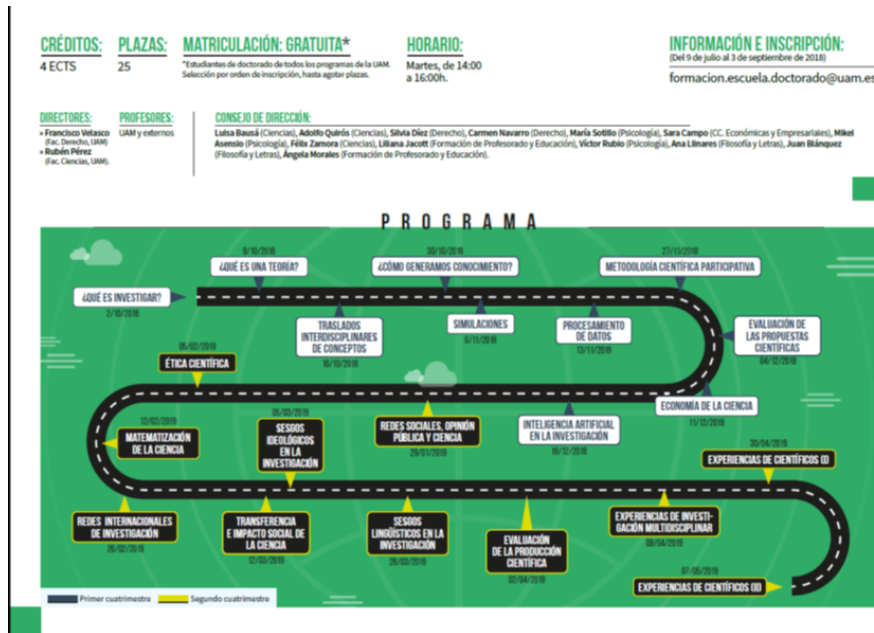 CRÉDITOS:
4 ECTS
PLAZAS:
25
MATRICULACIÓN: GRATUITA*
*Estudiantes de doctorado de todos los programas de la UAM.
Selección por orden de inscripción, hasta agotar plazas.
HORARIO:
Martes, de 14:00
a 16:00h.
INFORMACIÓN E INSCRIPCIÓN:
(Del 9 de julio al 3 de septiembre de 2018)
formacion.escuela.doctorado@uam.es
DIRECTORES:
» Francisco Velasco
(Fac. Derecho, UAM)
» Rubén Pérez
(Fac. Ciencias, UAM).
PROFESORES:
UAM y externos
CONSEJO DE DIRECCIÓN:
Luisa Bausá (Ciencias), Adolfo Quirós (Ciencias), Silvia Díez (Derecho), Carmen Navarro (Derecho), María Sotillo (Psicología), Sara Campo (CC. Económicas y Empresariales), Mikel
Asensio (Psicología), Félix Zamora (Ciencias), Liliana Jacott (Formación de Profesorado y Educación), Víctor Rubio (Psicología), Ana Llinares (Filosofía y Letras), Juan Blánquez
(Filosofía y Letras), Ángela Morales (Formación de Profesorado y Educación).
PROGRAMA
¿QUÉ ES INVESTIGAR?
2/10/2018
9/10/2018
¿QUÉ ES UNA TEORÍA?
TRASLADOS
INTERDISCIPLINARES
DE CONCEPTOS
16/10/2018
30/10/2018
¿CÓMO GENERAMOS CONOCIMIENTO?
SIMULACIONES
6/11/2018
PROCESAMIENTO
DE DATOS
13/11/2018
27/11/2018
METODOLOGÍA CIENTÍFICA PARTICIPATIVA
EVALUACIÓN DE
LAS PROPUESTAS
CIENTÍFICAS
04/12/2018
ECONOMÍA DE LA CIENCIA
11/12/2018
INTELIGENCIA ARTIFICIAL
EN LA INVESTIGACIÓN
18/12/2018
REDES SOCIALES, OPINIÓN
PÚBLICA Y CIENCIA
29/01/2019
05/02/2019
ÉTICA CIENTÍFICA
12/02/2019
MATEMATIZACIÓN
DE LA CIENCIA
REDES INTERNACIONALES
DE INVESTIGACIÓN
26/02/2019
05/03/2019
SESGOS
IDEOLÓGICOS
EN LA
INVESTIGACIÓN
TRANSFERENCIA
E IMPACTO SOCIAL DE
LA CIENCIA
12/03/2019
SESGOS
LINGÜÍSTICOS EN LA
INVESTIGACIÓN
26/03/2019
EVALUACIÓN
DE LA PRODUCCIÓN
CIENTÍFICA
02/04/2019
EXPERIENCIAS DE INVESTI-
GACIÓN MULTIDISCIPLINAR
09/04/2019
30/04/2019
EXPERIENCIAS DE CIENTÍFICOS (I)
07/05/2019
EXPERIENCIAS DE CIENTÍFICOS (II)
Primer cuatrimestre
Segundo cuatrimestre